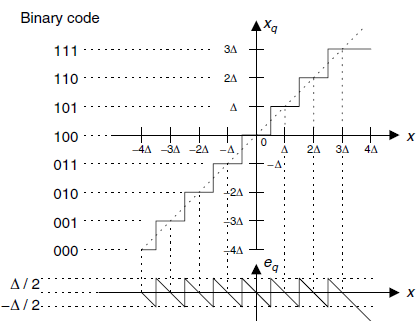 Binary code
x_q
111 3Δ
110 2Δ
101 Δ
100 x
−4Δ −3Δ −2Δ −Δ 0 Δ 2Δ 3Δ 4Δ
011 −Δ
010 −2Δ
001 −3Δ
000 −4Δ
e_q
Δ / 2
x
−Δ / 2